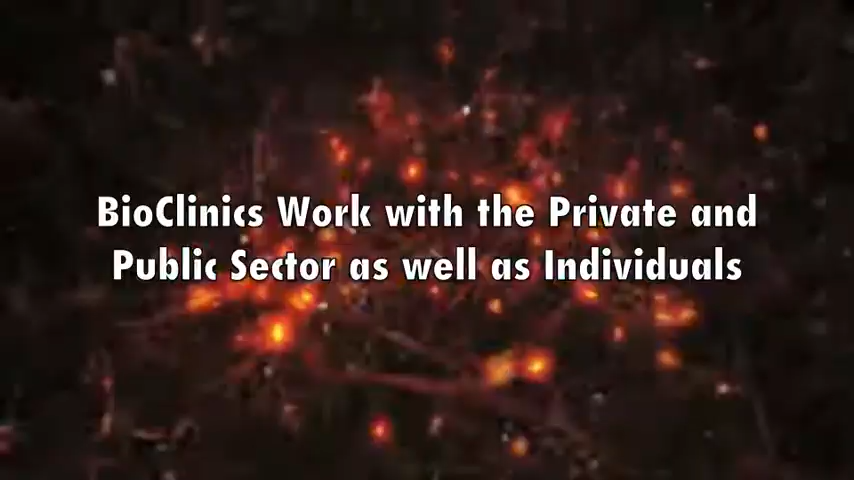 BioClinics Work with the Private and
Public Sector as well as Individuals